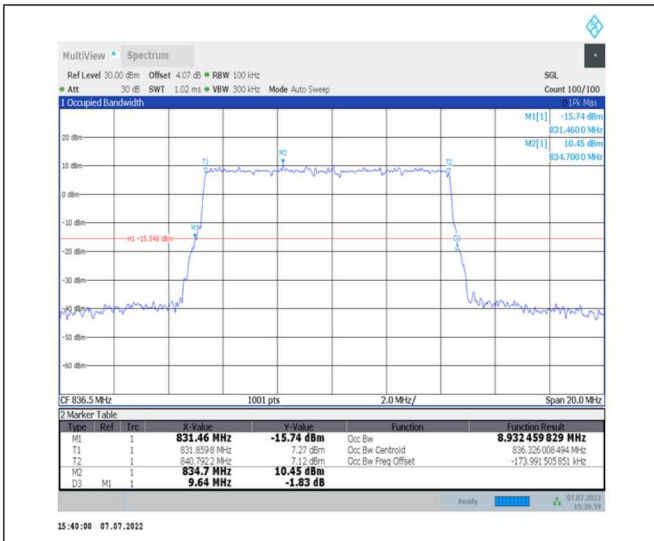 MultiView Spectrum
Ref Level 30.00 dBm Offset 4.07 dB RBW 100 kHz SGL
Att 30 dB SWT 1.02 ms VBW 300 kHz Mode Auto Sweep Count 100/100
1 Occupied Bandwidth 1Pk Max
M1[1] -15.74 dBm
831.4600 MHz
M2[1] 10.45 dBm
834.7000 MHz
20 dBm
M2
T1 T2
10 dBm
0 dBm
-10 dBm
M1
H1 -15.548 dBm D3
-20 dBm
-30 dBm
-40 dBm
-50 dBm
-60 dBm
CF 836.5 MHz 1001 pts 2.0 MHz/ Span 20.0 MHz
2 Marker Table
Type Ref Trc X-Value Y-Value Function Function Result
M1 1 831.46 MHz -15.74 dBm Occ Bw 8.932 459 829 MHz
T1 1 831.8598 MHz 7.27 dBm Occ Bw Centroid 836.326 008 494 MHz
T2 1 840.7922 MHz 7.12 dBm Occ Bw Freq Offset -173.991 505 851 kHz
M2 1 834.7 MHz 10.45 dBm
D3 M1 1 9.64 MHz -1.83 dB
Ready 07.07.2022
15:39:59
15:40:00 07.07.2022